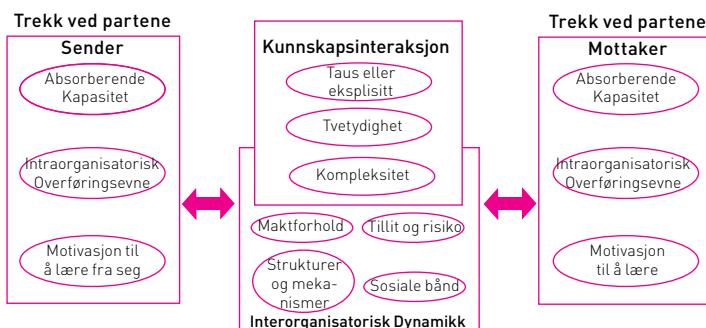 Trekk ved partene
Sender
Absorberende
Kapasitet
Intraorganisatorisk
Overføringsevne
Motivasjon til
å lære fra seg
Kunnskapsinteraksjon
Taus eller
eksplisitt
Tvetydighet
Kompleksitet
Maktforhold
Tillit og risiko
Strukturer
og meka-
nismer
Sosiale bånd
Interorganisatorisk Dynamikk
Trekk ved partene
Mottaker
Absorberende
Kapasitet
Intraorganisatorisk
Overføringsevne
Motivasjon
til å lære